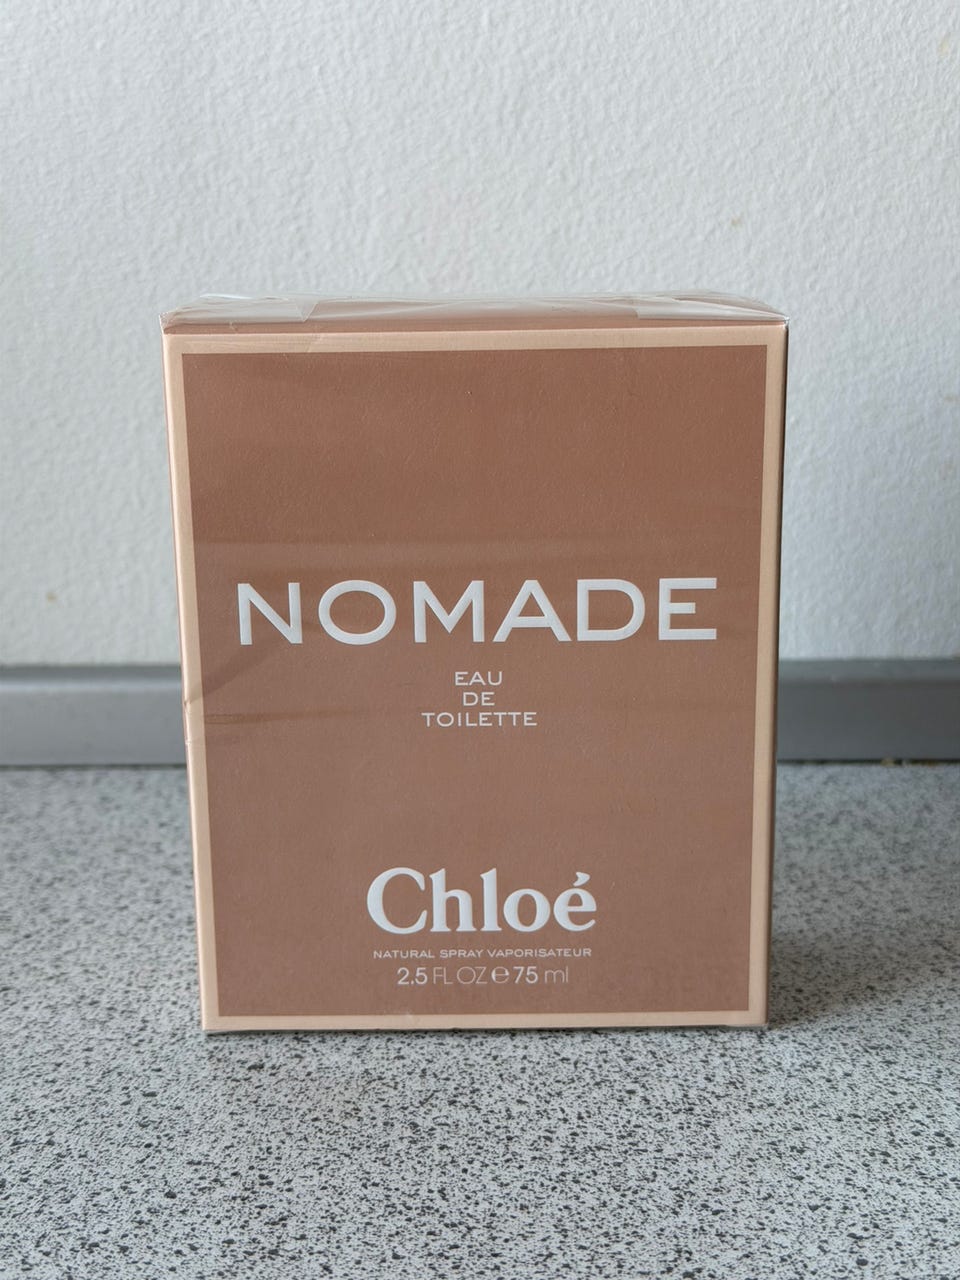 NOMADE
EAU
DE
TOILETTE
Chloé
NATURAL SPRAY VAPORISATEUR
2.5 FL OZ ℮ 75 ml